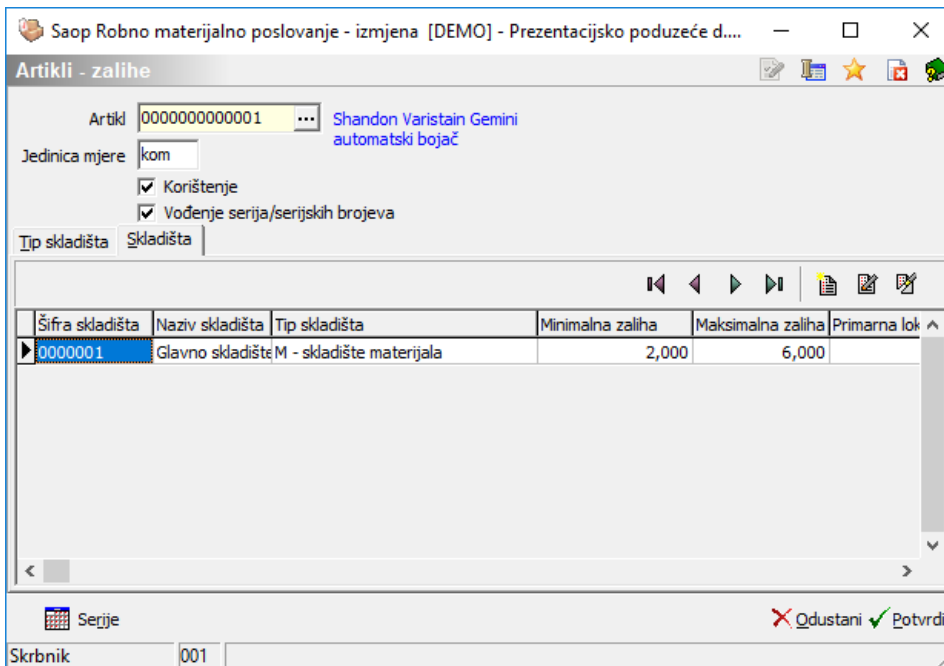 Saop Robno materijalno poslovanje - izmjena [DEMO] - Prezentacijsko poduzeće d....
Artikli - zalihe
Artikl 0000000000001 ... Shandon Varistain Gemini
automatski bojač
Jedinica mjere kom
Korištenje
Vođenje serija/serijskih brojeva
Tip skladišta Skladišta
Šifra skladišta Naziv skladišta Tip skladišta Minimalna zaliha Maksimalna zaliha Primarna lok
0000001 Glavno skladište M - skladište materijala 2,000 6,000
Serije Odustani Potvrdi
Skrbnik 001